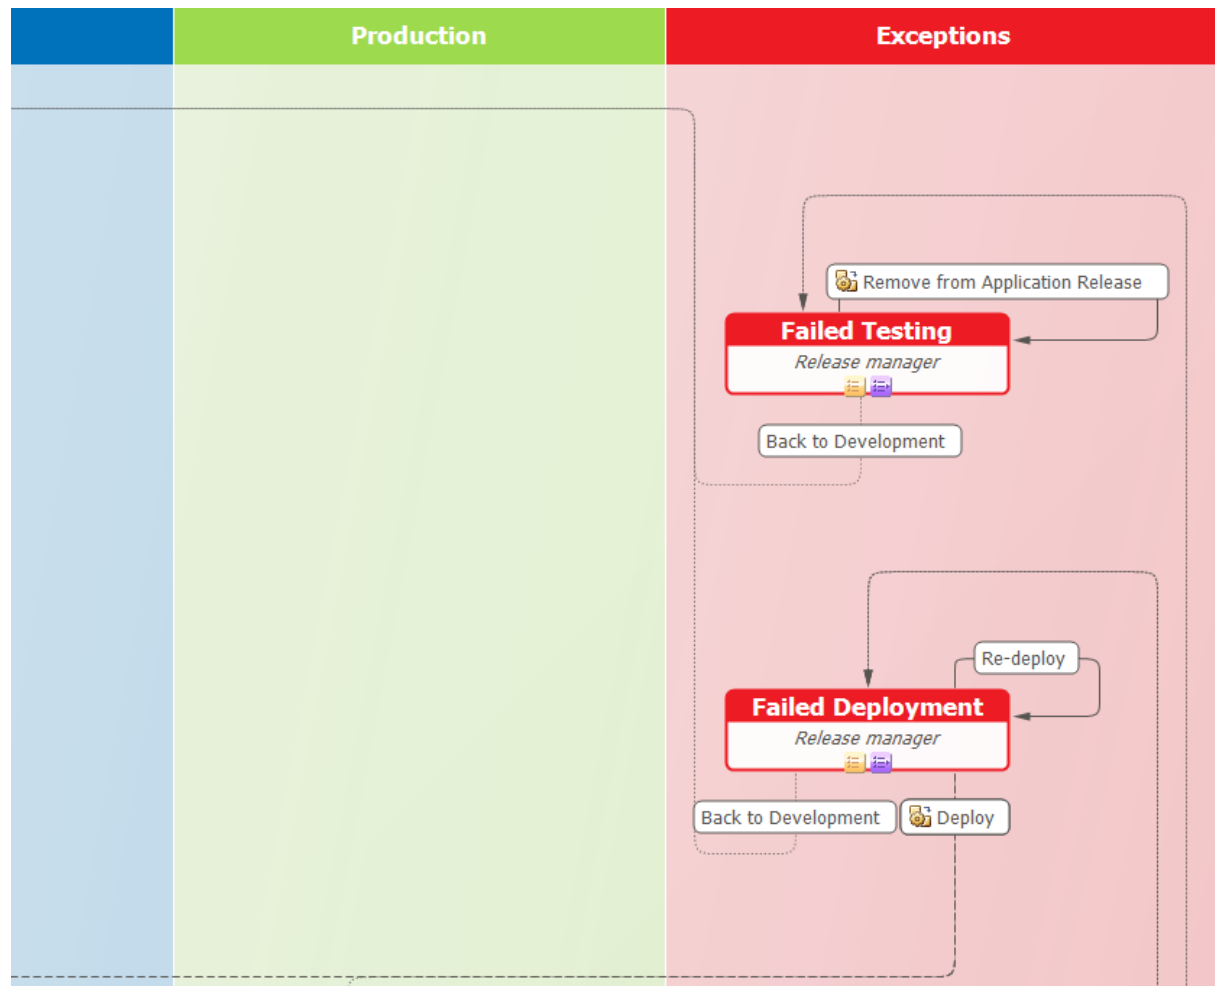 Production
Exceptions
Remove from Application Release
Failed Testing
Release manager
Back to Development
Re-deploy
Failed Deployment
Release manager
Back to Development
Deploy